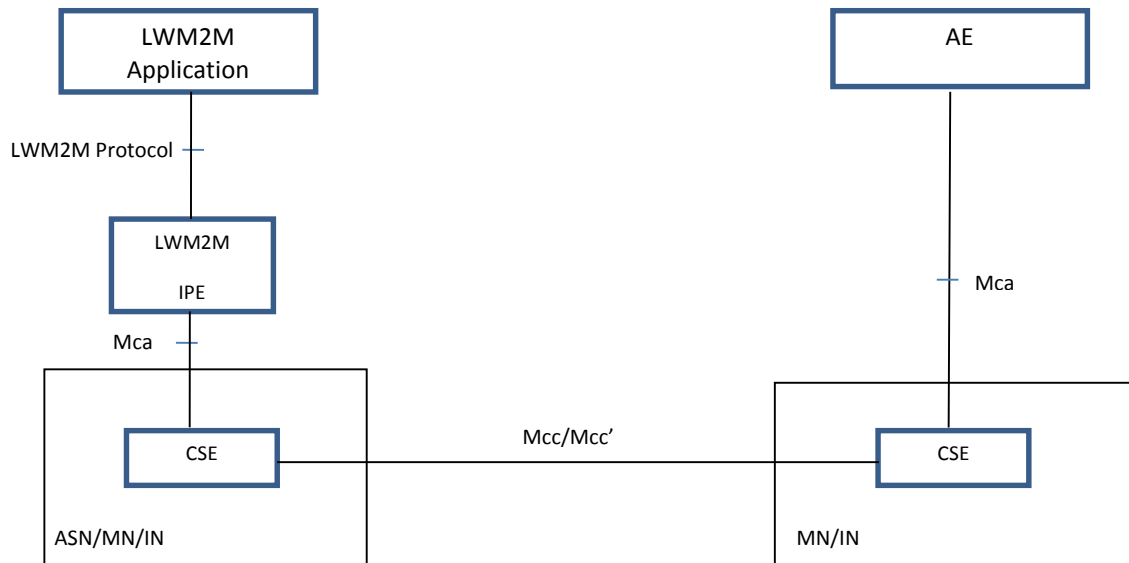 LWM2M
Application
AE
LWM2M Protocol
LWM2M
IPE
Mca
Mca
CSE
Mcc/Mcc’
CSE
ASN/MN/IN
MN/IN